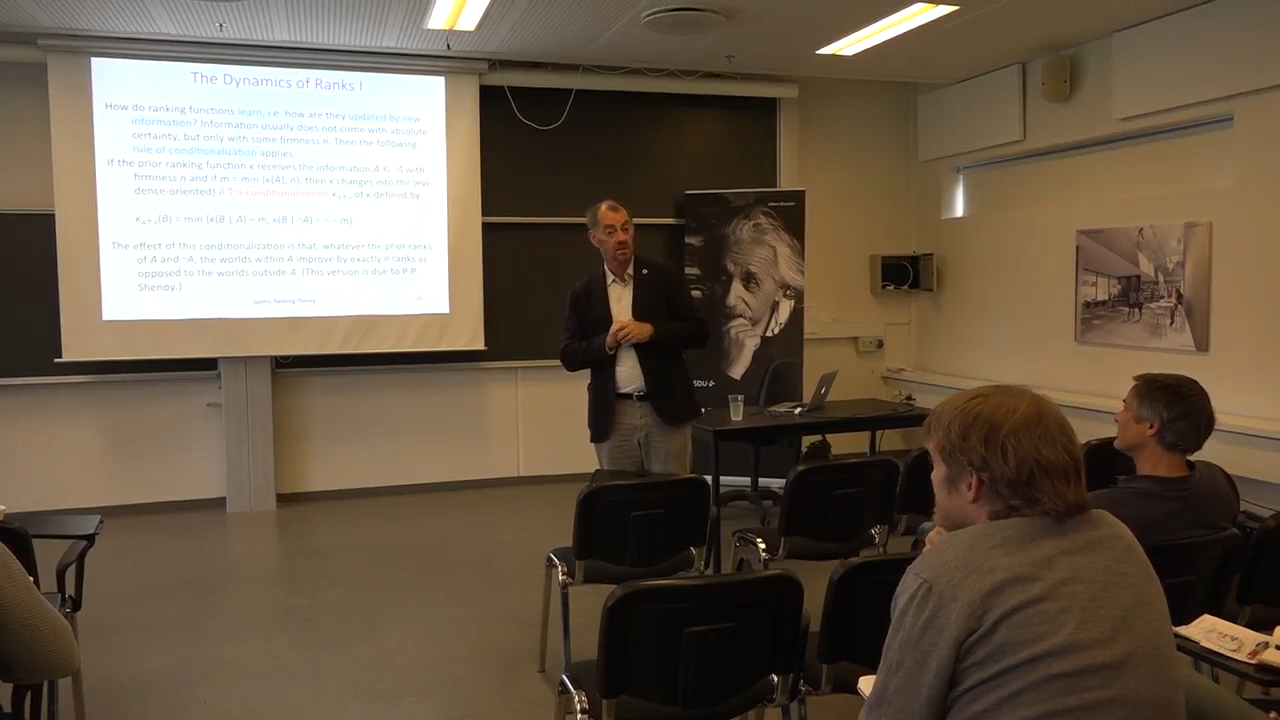 The Dynamics of Ranks I
How do ranking functions learn, i.e. how are they updated by new
information? Information usually does not come with absolute
certainty, but only with some firmness n. Then the following
rule of conditionalization applies
If the prior ranking function κ receives the information A ∈ 𝒜 with
firmness n and if m = min {κ(A), n}, then κ changes into the (evi-
dence-oriented) A↑n-conditionalization κA↑n of κ defined by
κA↑n(B) = min {κ(B | A) − m, κ(B | ¬A) + n − m}.
The effect of this conditionalization is that, whatever the prior ranks
of A and ¬A, the worlds within A improve by exactly n ranks as
opposed to the worlds outside A. (This version is due to P.P.
Shenoy.)
Spohn, Ranking Theory
Albert Einstein
SDU